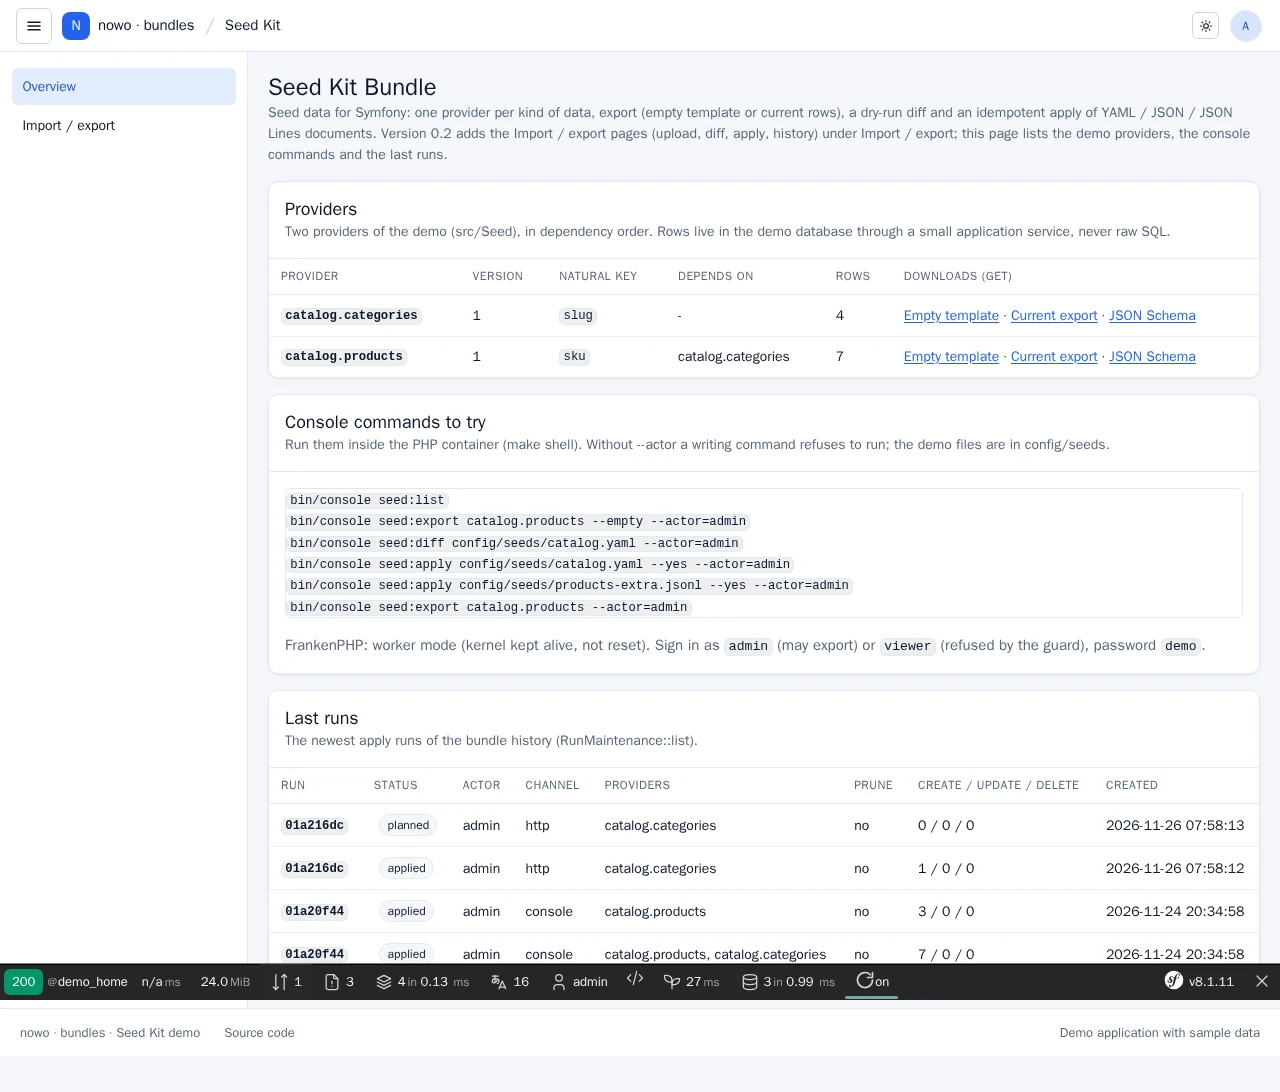 N nowo · bundles / Seed Kit A
Overview
Import / export
Seed Kit Bundle
Seed data for Symfony: one provider per kind of data, export (empty template or current rows), a dry-run diff and an idempotent apply of YAML / JSON / JSON
Lines documents. Version 0.2 adds the Import / export pages (upload, diff, apply, history) under Import / export; this page lists the demo providers, the console
commands and the last runs.
Providers
Two providers of the demo (src/Seed), in dependency order. Rows live in the demo database through a small application service, never raw SQL.
PROVIDER VERSION NATURAL KEY DEPENDS ON ROWS DOWNLOADS (GET)
catalog.categories 1 slug - 4 Empty template · Current export · JSON Schema
catalog.products 1 sku catalog.categories 7 Empty template · Current export · JSON Schema
Console commands to try
Run them inside the PHP container (make shell). Without --actor a writing command refuses to run; the demo files are in config/seeds.
bin/console seed:list
bin/console seed:export catalog.products --empty --actor=admin
bin/console seed:diff config/seeds/catalog.yaml --actor=admin
bin/console seed:apply config/seeds/catalog.yaml --yes --actor=admin
bin/console seed:apply config/seeds/products-extra.jsonl --yes --actor=admin
bin/console seed:export catalog.products --actor=admin
FrankenPHP: worker mode (kernel kept alive, not reset). Sign in as admin (may export) or viewer (refused by the guard), password demo.
Last runs
The newest apply runs of the bundle history (RunMaintenance::list).
RUN STATUS ACTOR CHANNEL PROVIDERS PRUNE CREATE / UPDATE / DELETE CREATED
01a216dc planned admin http catalog.categories no 0 / 0 / 0 2026-11-26 07:58:13
01a216dc applied admin http catalog.categories no 1 / 0 / 0 2026-11-26 07:58:12
01a20f44 applied admin console catalog.products no 3 / 0 / 0 2026-11-24 20:34:58
01a20f44 applied admin console catalog.products, catalog.categories no 7 / 0 / 0 2026-11-24 20:34:58
200 @demo_home n/a ms 24.0 MiB 1 3 4 in 0.13 ms 16 admin 27 ms 3 in 0.99 ms on sf v8.1.11
nowo · bundles · Seed Kit demo Source code Demo application with sample data